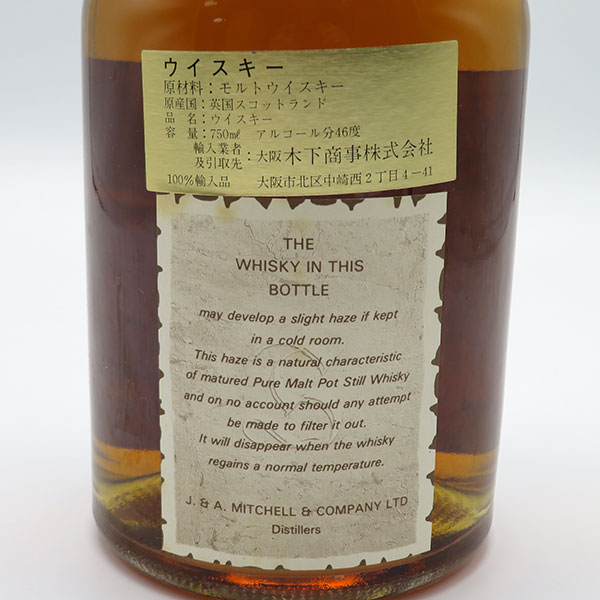 ウイスキー
原材料：モルトウイスキー
原産国：英国スコットランド
品　名：ウイスキー
容　量：750mℓ　アルコール分46度
輸入業者
及引取先：大阪 木下商事株式会社
100％輸入品　大阪市北区中崎西2丁目4-41
THE
WHISKY IN THIS
BOTTLE
may develop a slight haze if kept
in a cold room.
This haze is a natural characteristic
of matured Pure Malt Pot Still Whisky
and on no account should any attempt
be made to filter it out.
It will disappear when the whisky
regains a normal temperature.
J. & A. MITCHELL & COMPANY LTD
Distillers